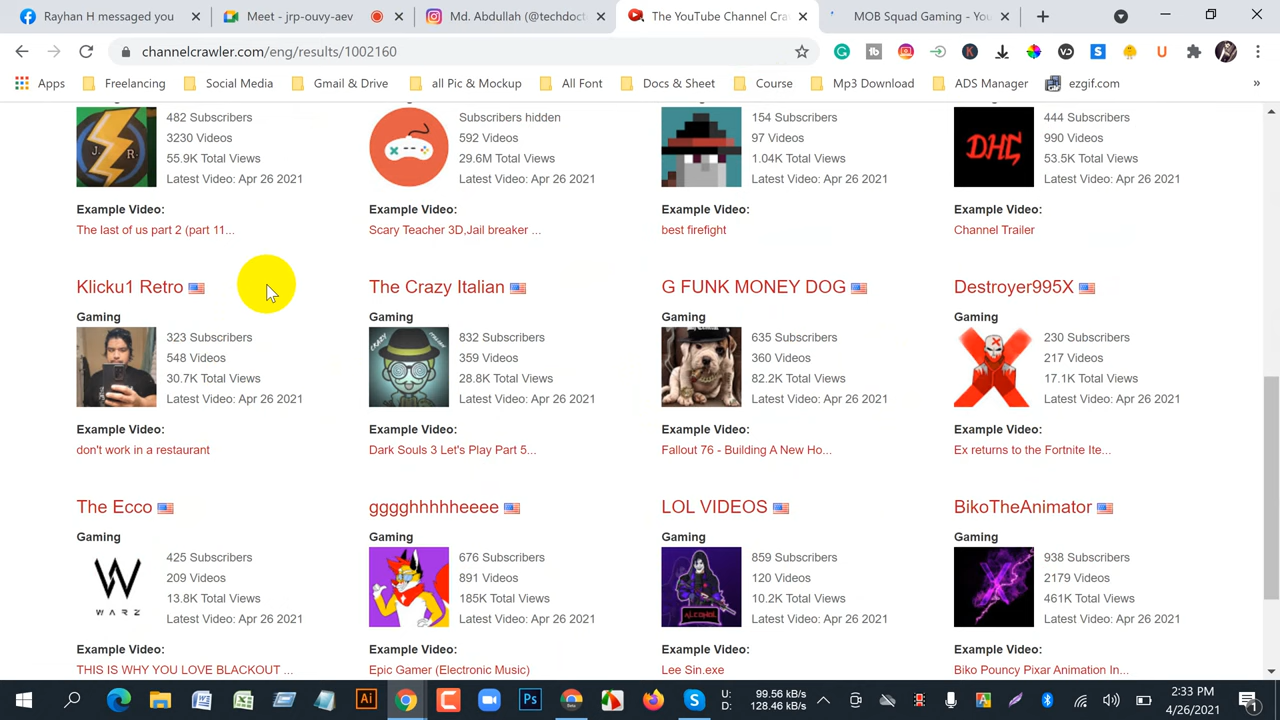 Rayhan H messaged you
Meet - jrp-ouvy-aev
Md. Abdullah (@techdoct
The YouTube Channel Cra
MOB Squad Gaming - You
channelcrawler.com/eng/results/1002160
Apps
Freelancing
Social Media
Gmail & Drive
all Pic & Mockup
All Font
Docs & Sheet
Course
Mp3 Download
ADS Manager
ezgif.com
»
482 Subscribers
3230 Videos
55.9K Total Views
Latest Video: Apr 26 2021
Example Video:
The last of us part 2 (part 11...
Subscribers hidden
592 Videos
29.6M Total Views
Latest Video: Apr 26 2021
Example Video:
Scary Teacher 3D,Jail breaker ...
154 Subscribers
97 Videos
1.04K Total Views
Latest Video: Apr 26 2021
Example Video:
best firefight
444 Subscribers
990 Videos
53.5K Total Views
Latest Video: Apr 26 2021
Example Video:
Channel Trailer
Klicku1 Retro
Gaming
323 Subscribers
548 Videos
30.7K Total Views
Latest Video: Apr 26 2021
Example Video:
don't work in a restaurant
The Crazy Italian
Gaming
832 Subscribers
359 Videos
28.8K Total Views
Latest Video: Apr 26 2021
Example Video:
Dark Souls 3 Let's Play Part 5...
G FUNK MONEY DOG
Gaming
635 Subscribers
360 Videos
82.2K Total Views
Latest Video: Apr 26 2021
Example Video:
Fallout 76 - Building A New Ho...
Destroyer995X
Gaming
230 Subscribers
217 Videos
17.1K Total Views
Latest Video: Apr 26 2021
Example Video:
Ex returns to the Fortnite Ite...
The Ecco
Gaming
WARZ
425 Subscribers
209 Videos
13.8K Total Views
Latest Video: Apr 26 2021
Example Video:
THIS IS WHY YOU LOVE BLACKOUT ...
gggghhhhheeee
Gaming
676 Subscribers
891 Videos
185K Total Views
Latest Video: Apr 26 2021
Example Video:
Epic Gamer (Electronic Music)
LOL VIDEOS
Gaming
ALCOHOL
859 Subscribers
120 Videos
10.2K Total Views
Latest Video: Apr 26 2021
Example Video:
Lee Sin.exe
BikoTheAnimator
Gaming
938 Subscribers
2179 Videos
461K Total Views
Latest Video: Apr 26 2021
Example Video:
Biko Pouncy Pixar Animation In...
U: 99.56 kB/s
D: 128.46 kB/s
2:33 PM
4/26/2021